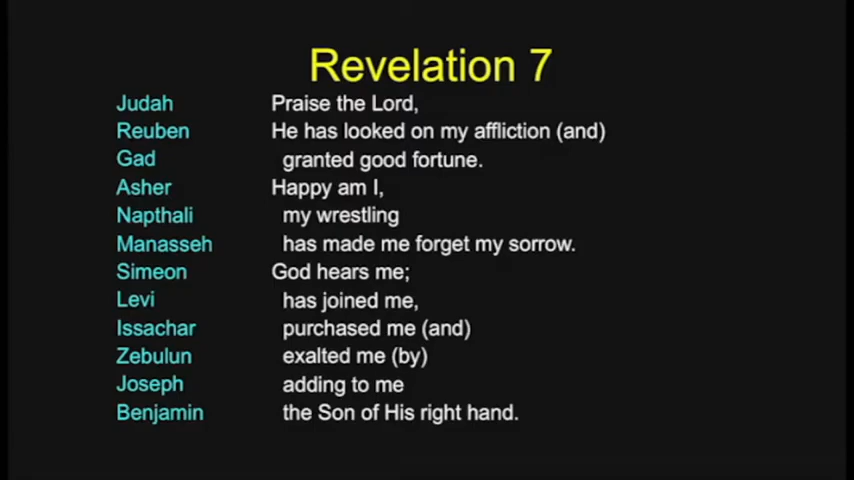 Revelation 7
Judah Praise the Lord,
Reuben He has looked on my affliction (and)
Gad granted good fortune.
Asher Happy am I,
Napthali my wrestling
Manasseh has made me forget my sorrow.
Simeon God hears me;
Levi has joined me,
Issachar purchased me (and)
Zebulun exalted me (by)
Joseph adding to me
Benjamin the Son of His right hand.